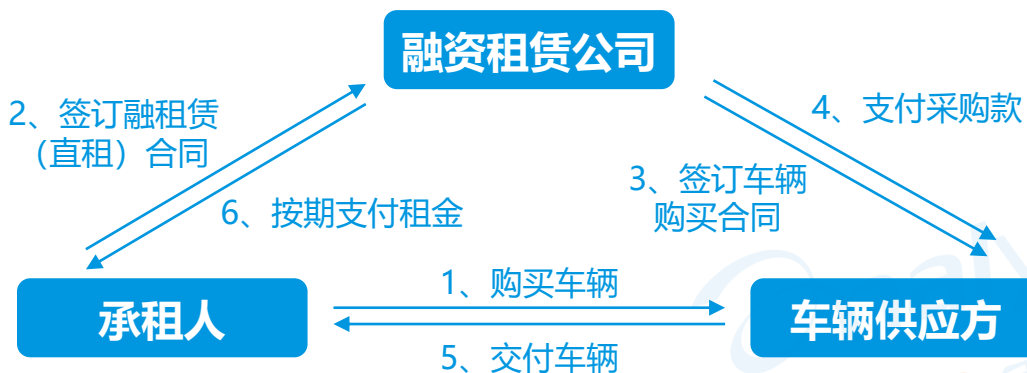 融资租赁公司
2、签订融租赁
（直租）合同
4、支付采购款
3、签订车辆
购买合同
6、按期支付租金
1、购买车辆
承租人
车辆供应方
5、交付车辆